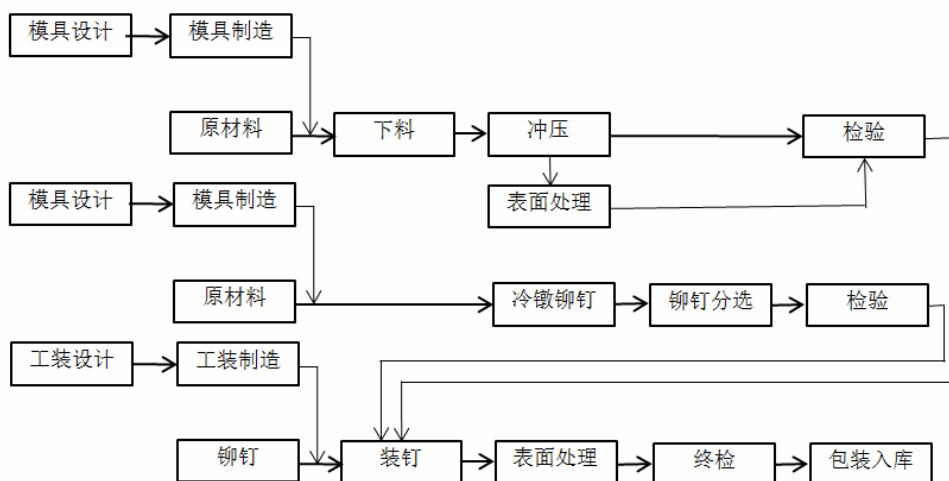 模具设计
模具制造
原材料
下料
冲压
检验
模具设计
模具制造
表面处理
原材料
冷镦铆钉
铆钉分选
检验
工装设计
工装制造
铆钉
装钉
表面处理
终检
包装入库